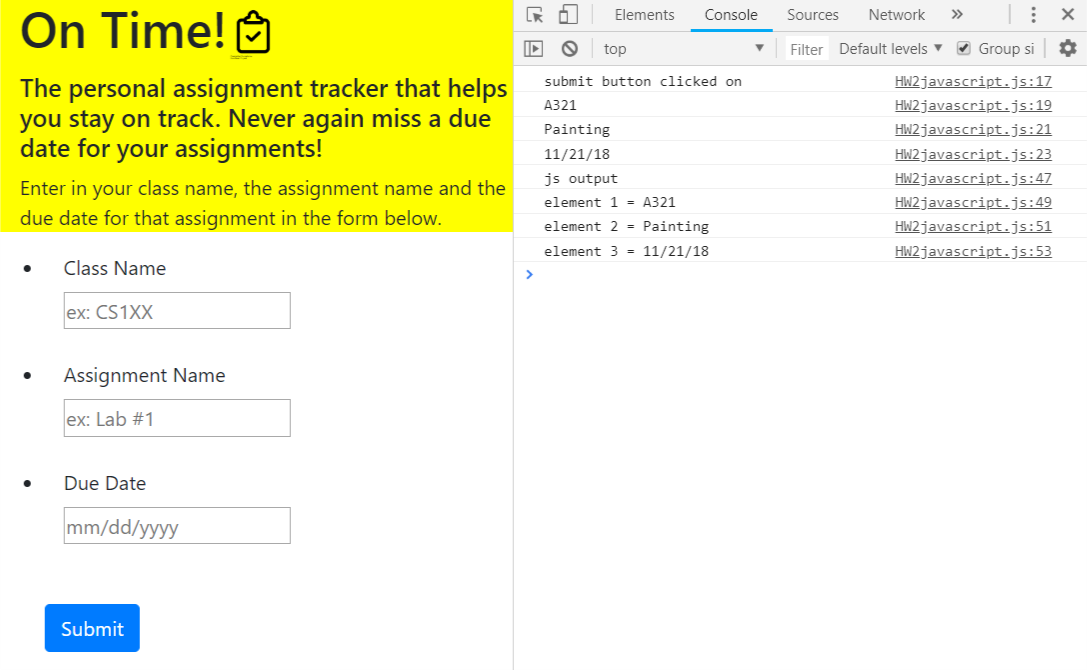 On Time!
The personal assignment tracker that helps
you stay on track. Never again miss a due
date for your assignments!
Enter in your class name, the assignment name and the
due date for that assignment in the form below.
• Class Name
ex: CS1XX
• Assignment Name
ex: Lab #1
• Due Date
mm/dd/yyyy
Submit
Elements Console Sources Network »
top Filter Default levels Group si
submit button clicked on HW2javascript.js:17
A321 HW2javascript.js:19
Painting HW2javascript.js:21
11/21/18 HW2javascript.js:23
js output HW2javascript.js:47
element 1 = A321 HW2javascript.js:49
element 2 = Painting HW2javascript.js:51
element 3 = 11/21/18 HW2javascript.js:53